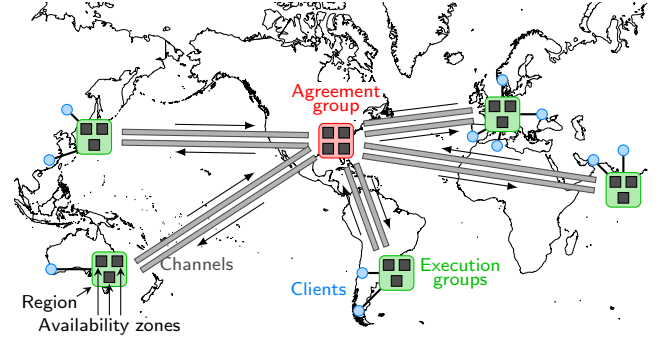 Agreement
group
Channels
Execution
groups
Clients
Region
Availability zones